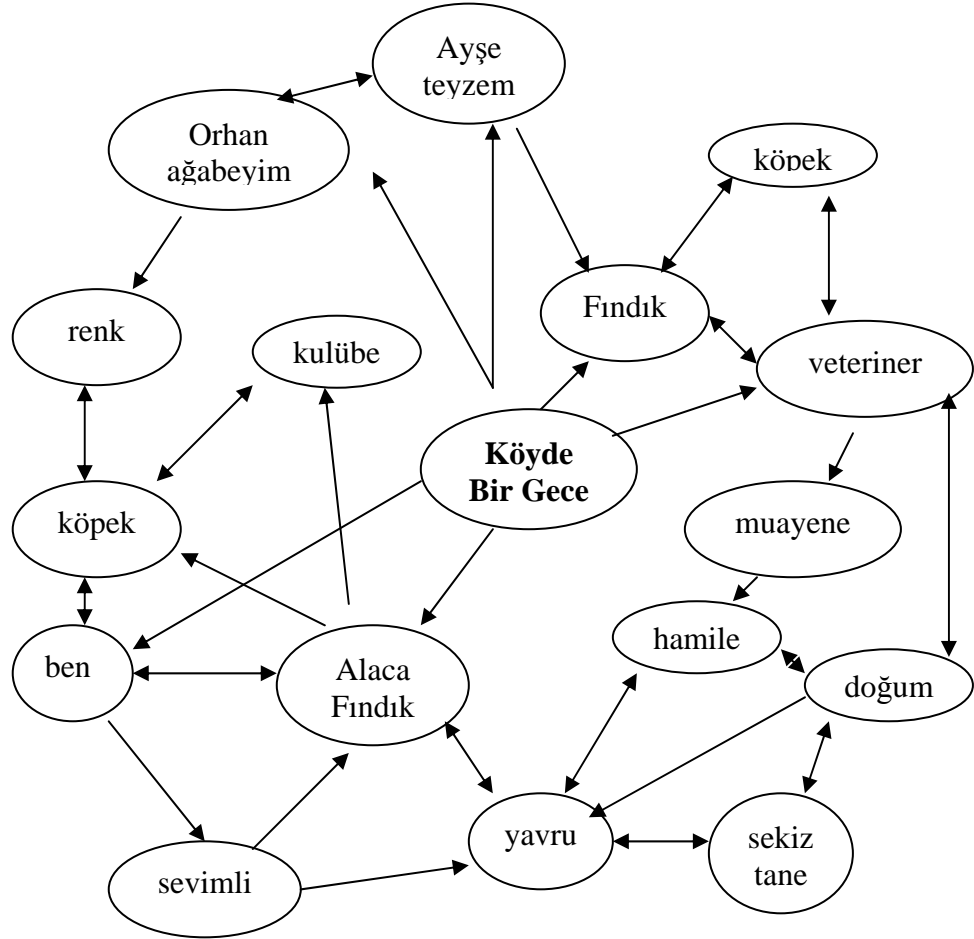 Ayşe
teyzem
Orhan
ağabeyim
köpek
Fındık
renk
kulübe
veteriner
Köyde
Bir Gece
köpek
muayene
hamile
ben
Alaca
Fındık
doğum
yavru
sekiz
tane
sevimli